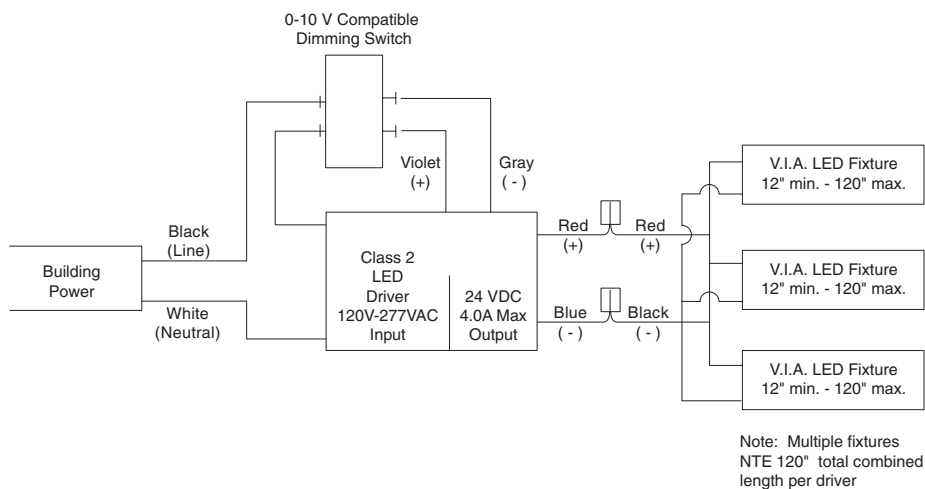 0-10 V Compatible
Dimming Switch
Violet
(+)
Gray
( - )
Black
(Line)
Building
Power
White
(Neutral)
Class 2
LED
Driver
120V-277VAC
Input
24 VDC
4.0A Max
Output
Red
(+)
Red
(+)
Blue
( - )
Black
( - )
V.I.A. LED Fixture
12" min. - 120" max.
V.I.A. LED Fixture
12" min. - 120" max.
V.I.A. LED Fixture
12" min. - 120" max.
Note:  Multiple fixtures
NTE 120"  total combined
length per driver